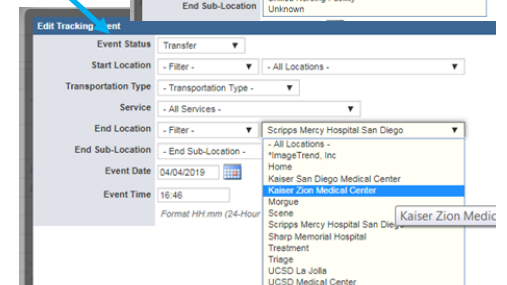 End Sub-Location
Unknown
Edit Tracking Event
Event Status Transfer
Start Location - Filter - - All Locations -
Transportation Type - Transportation Type -
Service - All Services -
End Location - Filter - Scripps Mercy Hospital San Diego
- All Locations -
End Sub-Location - End Sub-Location -
*ImageTrend, Inc
Home
Event Date 04/04/2019
Kaiser San Diego Medical Center
Kaiser Zion Medical Center
Event Time 16:46
Morgue
Scene
Format HH:mm (24-Hour
Scripps Mercy Hospital San Diego
Kaiser Zion Medic
Sharp Memorial Hospital
Treatment
Triage
UCSD La Jolla
UCSD Medical Center